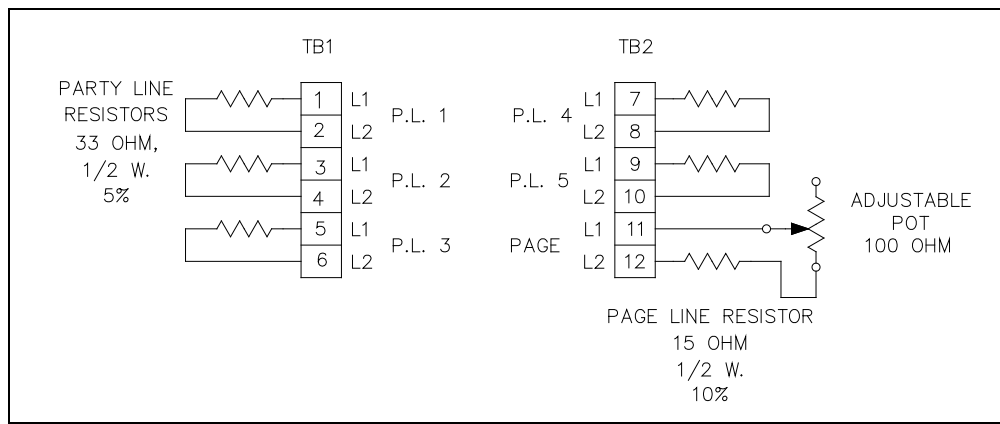 TB1
PARTY LINE
RESISTORS
33 OHM,
1/2 W.
5%
1 L1
2 L2
P.L. 1
3 L1
4 L2
P.L. 2
5 L1
6 L2
P.L. 3
TB2
P.L. 4
L1 7
L2 8
P.L. 5
L1 9
L2 10
PAGE
L1 11
L2 12
ADJUSTABLE
POT
100 OHM
PAGE LINE RESISTOR
15 OHM
1/2 W.
10%